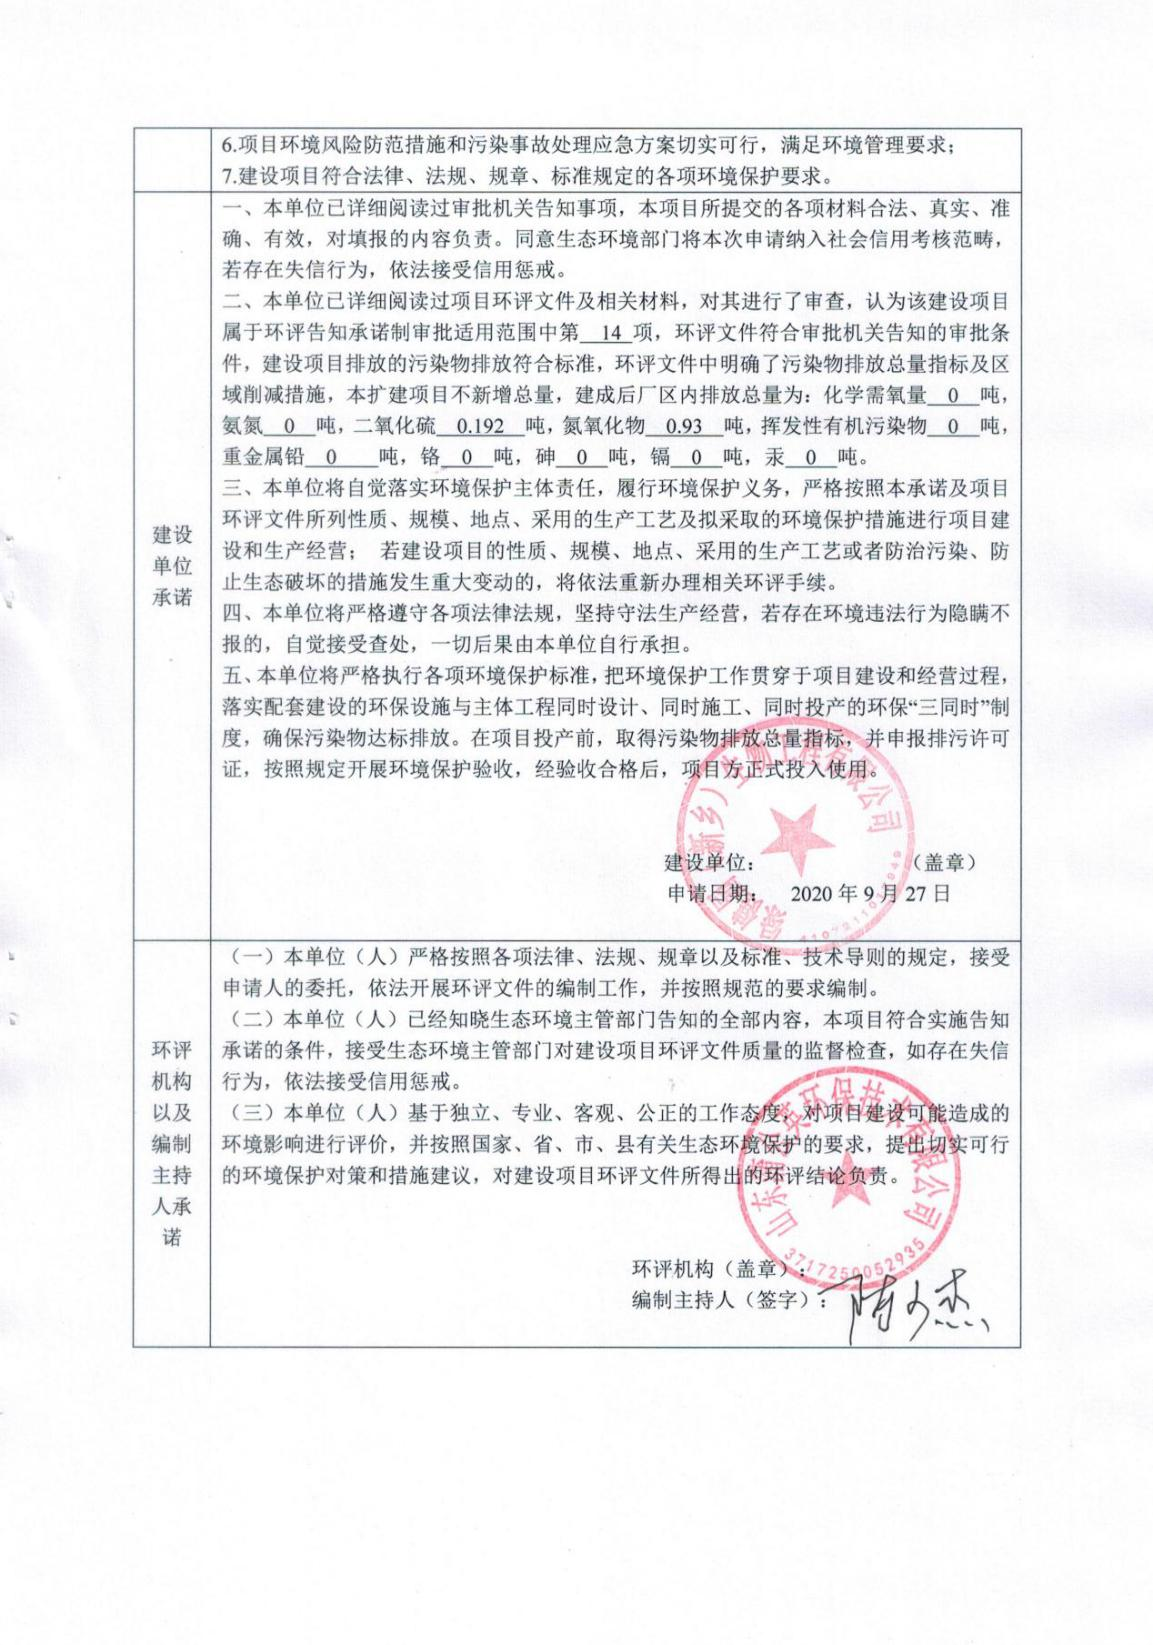 6.项目环境风险防范措施和污染事故处理应急方案切实可行，满足环境管理要求；
7.建设项目符合法律、法规、规章、标准规定的各项环境保护要求。
建设
单位
承诺
一、本单位已详细阅读过审批机关告知事项，本项目所提交的各项材料合法、真实、准
确、有效，对填报的内容负责。同意生态环境部门将本次申请纳入社会信用考核范畴，
若存在失信行为，依法接受信用惩戒。
二、本单位已详细阅读过项目环评文件及相关材料，对其进行了审查，认为该建设项目
属于环评告知承诺制审批适用范围中第 14 项，环评文件符合审批机关告知的审批条
件，建设项目排放的污染物排放符合标准，环评文件中明确了污染物排放总量指标及区
域削减措施，本扩建项目不新增总量，建成后厂区内排放总量为：化学需氧量 0 吨，
氨氮 0 吨，二氧化硫 0.192 吨，氮氧化物 0.93 吨，挥发性有机污染物 0 吨，
重金属铅 0 吨，铬 0 吨，砷 0 吨，镉 0 吨，汞 0 吨。
三、本单位将自觉落实环境保护主体责任，履行环境保护义务，严格按照本承诺及项目
环评文件所列性质、规模、地点、采用的生产工艺及拟采取的环境保护措施进行项目建
设和生产经营； 若建设项目的性质、规模、地点、采用的生产工艺或者防治污染、防
止生态破坏的措施发生重大变动的，将依法重新办理相关环评手续。
四、本单位将严格遵守各项法律法规，坚持守法生产经营，若存在环境违法行为隐瞒不
报的，自觉接受查处，一切后果由本单位自行承担。
五、本单位将严格执行各项环境保护标准，把环境保护工作贯穿于项目建设和经营过程，
落实配套建设的环保设施与主体工程同时设计、同时施工、同时投产的环保“三同时”制
度，确保污染物达标排放。在项目投产前，取得污染物排放总量指标，并申报排污许可
证，按照规定开展环境保护验收，经验收合格后，项目方正式投入使用。
（新乡）生物工程有限公司
建设单位： （盖章）
申请日期： 2020 年 9 月 27 日
环评
机构
以及
编制
主持
人承
诺
（一）本单位（人）严格按照各项法律、法规、规章以及标准、技术导则的规定，接受
申请人的委托，依法开展环评文件的编制工作，并按照规范的要求编制。
（二）本单位（人）已经知晓生态环境主管部门告知的全部内容，本项目符合实施告知
承诺的条件，接受生态环境主管部门对建设项目环评文件质量的监督检查，如存在失信
行为，依法接受信用惩戒。
（三）本单位（人）基于独立、专业、客观、公正的工作态度，对项目建设可能造成的
环境影响进行评价，并按照国家、省、市、县有关生态环境保护的要求，提出切实可行
的环境保护对策和措施建议，对建设项目环评文件所得出的环评结论负责。
山东蒲公英环保技术有限公司
3717250052935
环评机构（盖章）：
编制主持人（签字）：